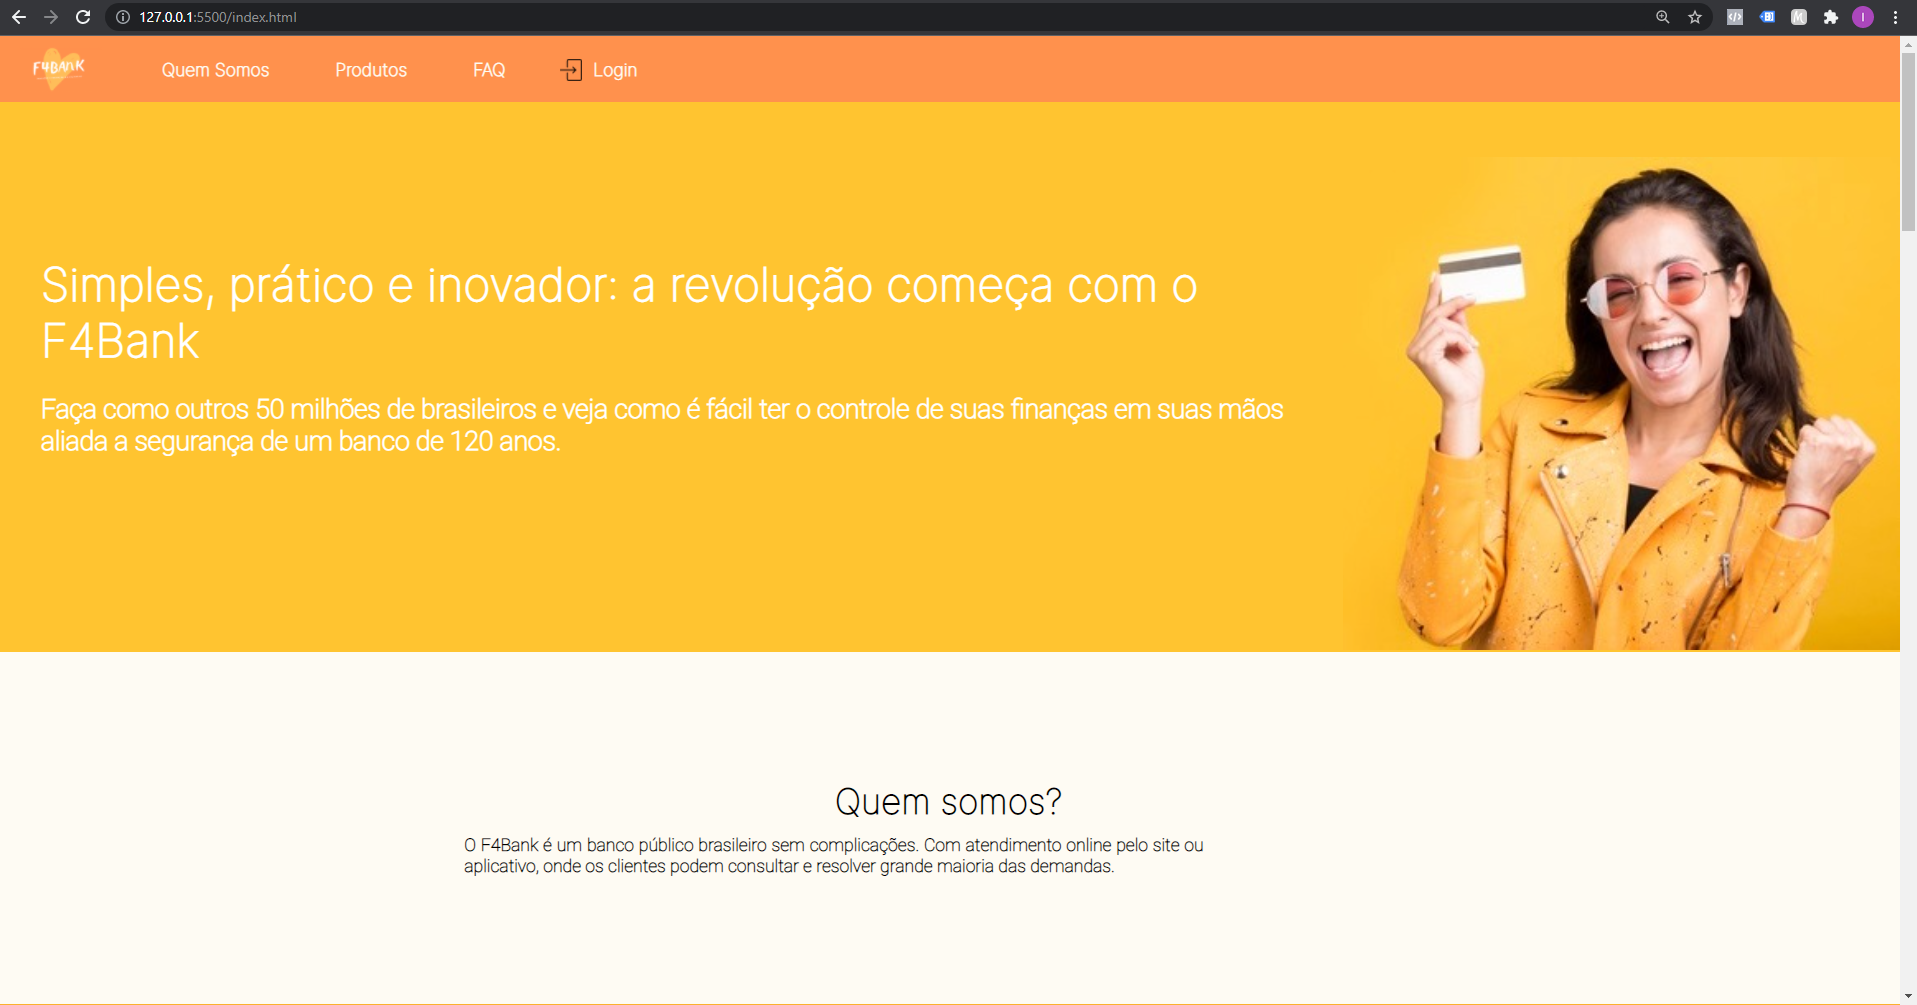 127.0.0.1:5500/index.html
I
F4BANK
Quem Somos
Produtos
FAQ
Login
Simples, prático e inovador: a revolução começa com o
F4Bank
Faça como outros 50 milhões de brasileiros e veja como é fácil ter o controle de suas finanças em suas mãos
aliada a segurança de um banco de 120 anos.
Quem somos?
O F4Bank é um banco público brasileiro sem complicações. Com atendimento online pelo site ou
aplicativo, onde os clientes podem consultar e resolver grande maioria das demandas.